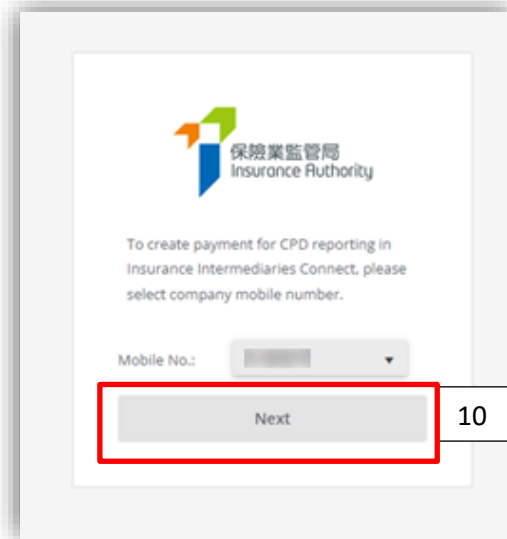 保險業監管局
Insurance Authority
To create payment for CPD reporting in
Insurance Intermediaries Connect, please
select company mobile number.
Mobile No.:
Next
10